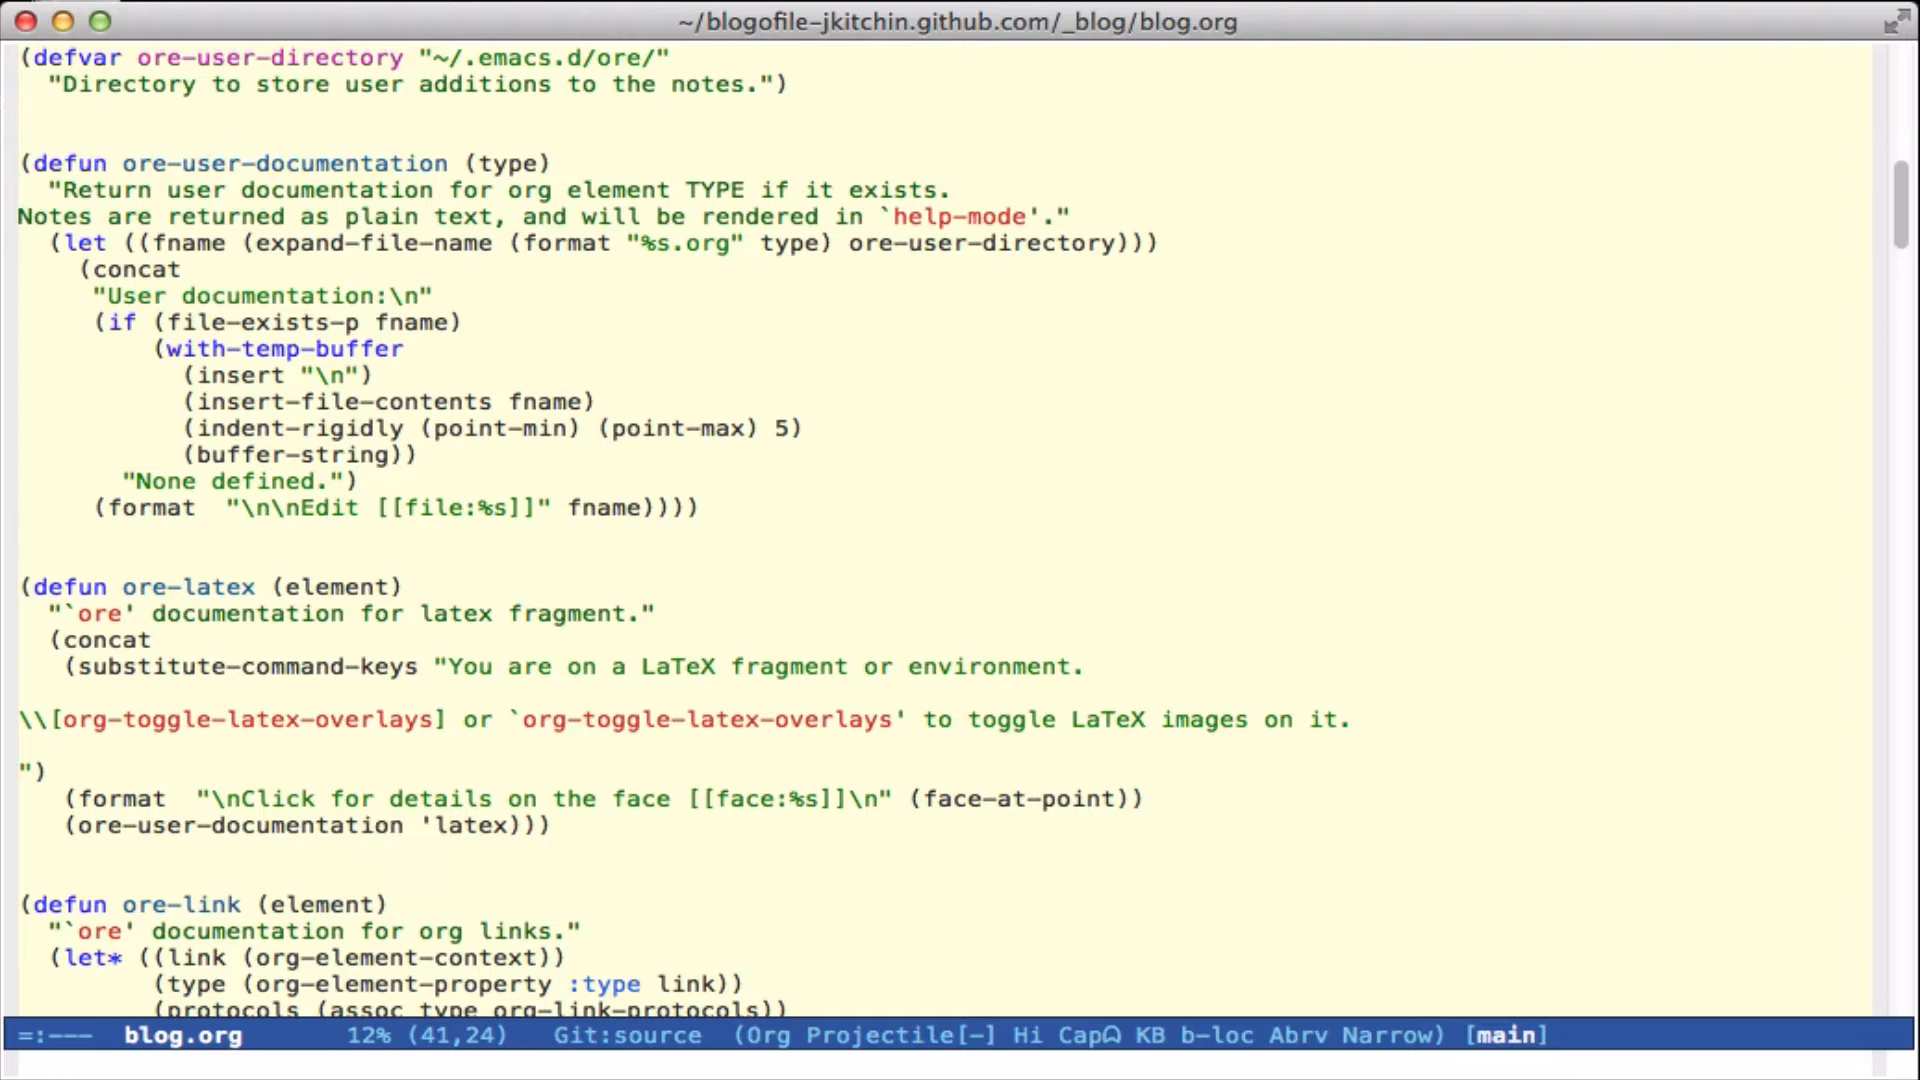 ~/blogofile-jkitchin.github.com/_blog/blog.org
(defvar ore-user-directory "~/.emacs.d/ore/"
  "Directory to store user additions to the notes.")
(defun ore-user-documentation (type)
  "Return user documentation for org element TYPE if it exists.
Notes are returned as plain text, and will be rendered in `help-mode'."
  (let ((fname (expand-file-name (format "%s.org" type) ore-user-directory)))
    (concat
     "User documentation:\n"
     (if (file-exists-p fname)
         (with-temp-buffer
           (insert "\n")
           (insert-file-contents fname)
           (indent-rigidly (point-min) (point-max) 5)
           (buffer-string))
       "None defined.")
     (format  "\n\nEdit [[file:%s]]" fname))))
(defun ore-latex (element)
  "`ore' documentation for latex fragment."
  (concat
   (substitute-command-keys "You are on a LaTeX fragment or environment.
\\[org-toggle-latex-overlays] or `org-toggle-latex-overlays' to toggle LaTeX images on it.
")
   (format  "\nClick for details on the face [[face:%s]]\n" (face-at-point))
   (ore-user-documentation 'latex)))
(defun ore-link (element)
  "`ore' documentation for org links."
  (let* ((link (org-element-context))
         (type (org-element-property :type link))
         (protocols (assoc type org-link-protocols))
=:---  blog.org       12% (41,24)   Git:source  (Org Projectile[-] Hi Capᗣ KB b-loc Abrv Narrow) [main]